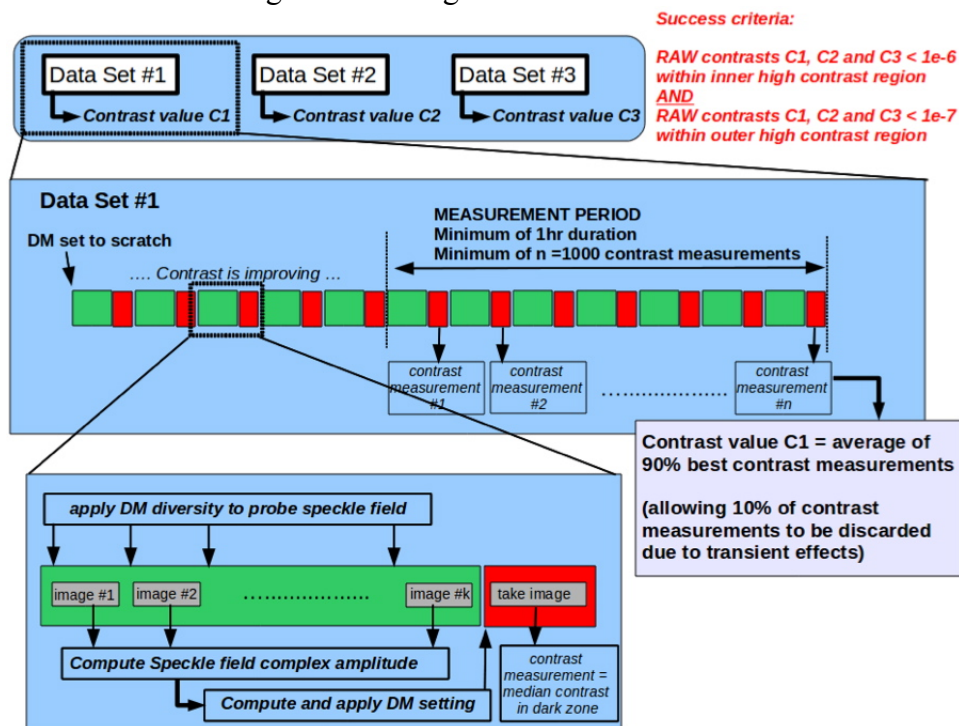 Success criteria:
RAW contrasts C1, C2 and C3 < 1e-6
within inner high contrast region
AND
RAW contrasts C1, C2 and C3 < 1e-7
within outer high contrast region
Data Set #1
Data Set #2
Data Set #3
Contrast value C1
Contrast value C2
Contrast value C3
Data Set #1
DM set to scratch
.... Contrast is improving ...
MEASUREMENT PERIOD
Minimum of 1hr duration
Minimum of n =1000 contrast measurements
contrast
measurement
#1
contrast
measurement
#2
.....................
contrast
measurement
#n
Contrast value C1 = average of
90% best contrast measurements
(allowing 10% of contrast
measurements to be discarded
due to transient effects)
apply DM diversity to probe speckle field
image #1
image #2
.....................
image #k
take image
Compute Speckle field complex amplitude
Compute and apply DM setting
contrast
measurement =
median contrast
in dark zone